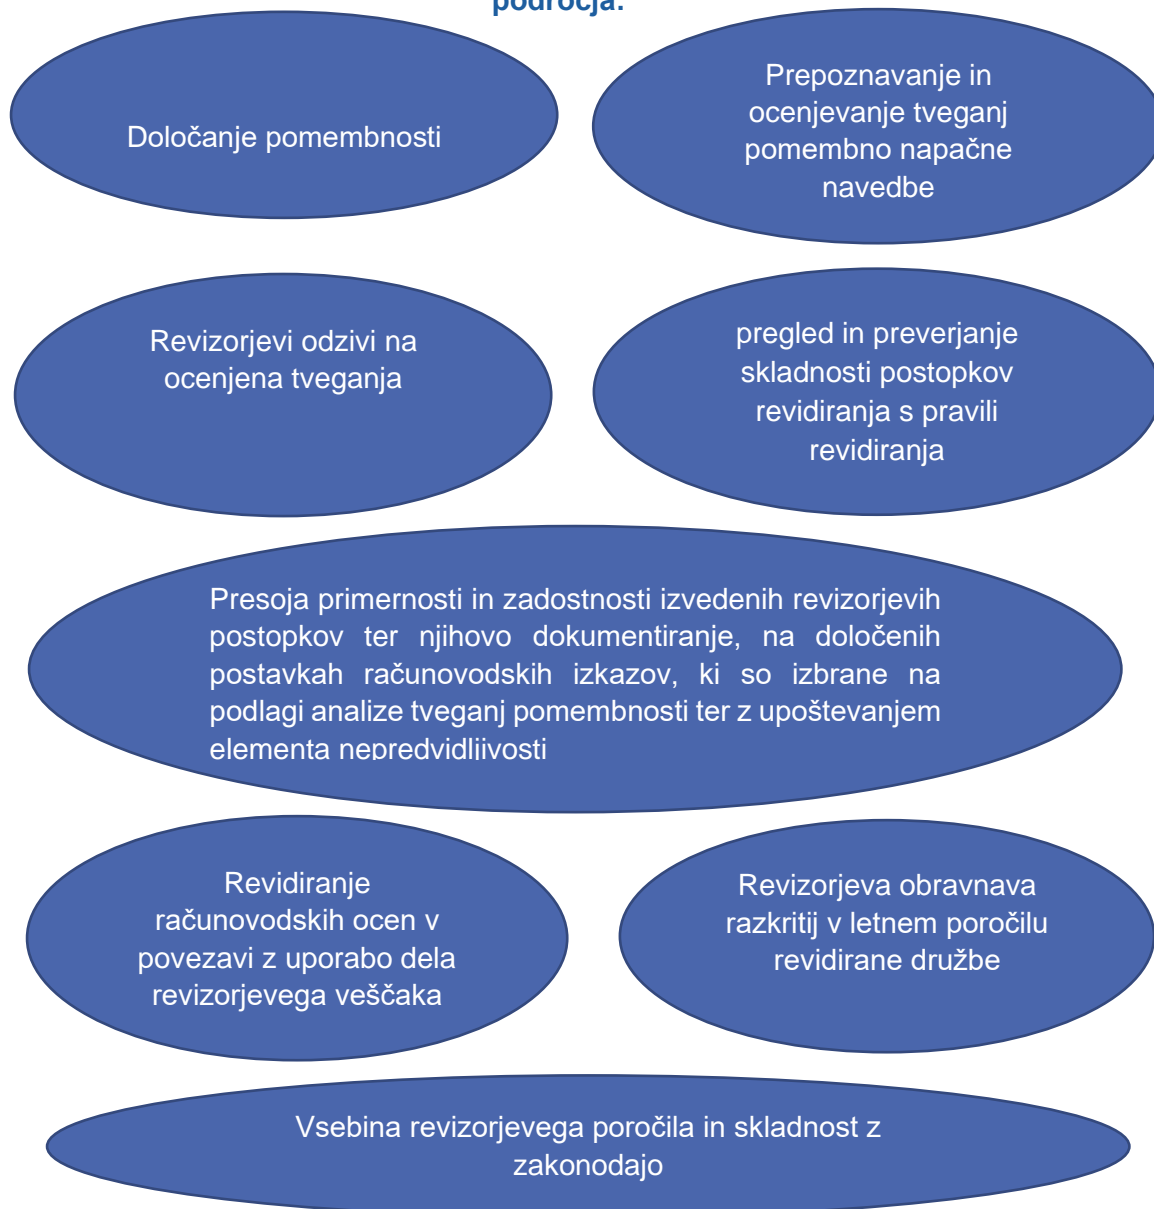 področja:
Določanje pomembnosti
Prepoznavanje in
ocenjevanje tveganj
pomembno napačne
navedbe
Revizorjevi odzivi na
ocenjena tveganja
pregled in preverjanje
skladnosti postopkov
revidiranja s pravili
revidiranja
Presoja primernosti in zadostnosti izvedenih revizorjevih
postopkov ter njihovo dokumentiranje, na določenih
postavkah računovodskih izkazov, ki so izbrane na
podlagi analize tveganj pomembnosti ter z upoštevanjem
elementa nepredvidljivosti
Revidiranje
računovodskih ocen v
povezavi z uporabo dela
revizorjevega veščaka
Revizorjeva obravnava
razkritij v letnem poročilu
revidirane družbe
Vsebina revizorjevega poročila in skladnost z
zakonodajo